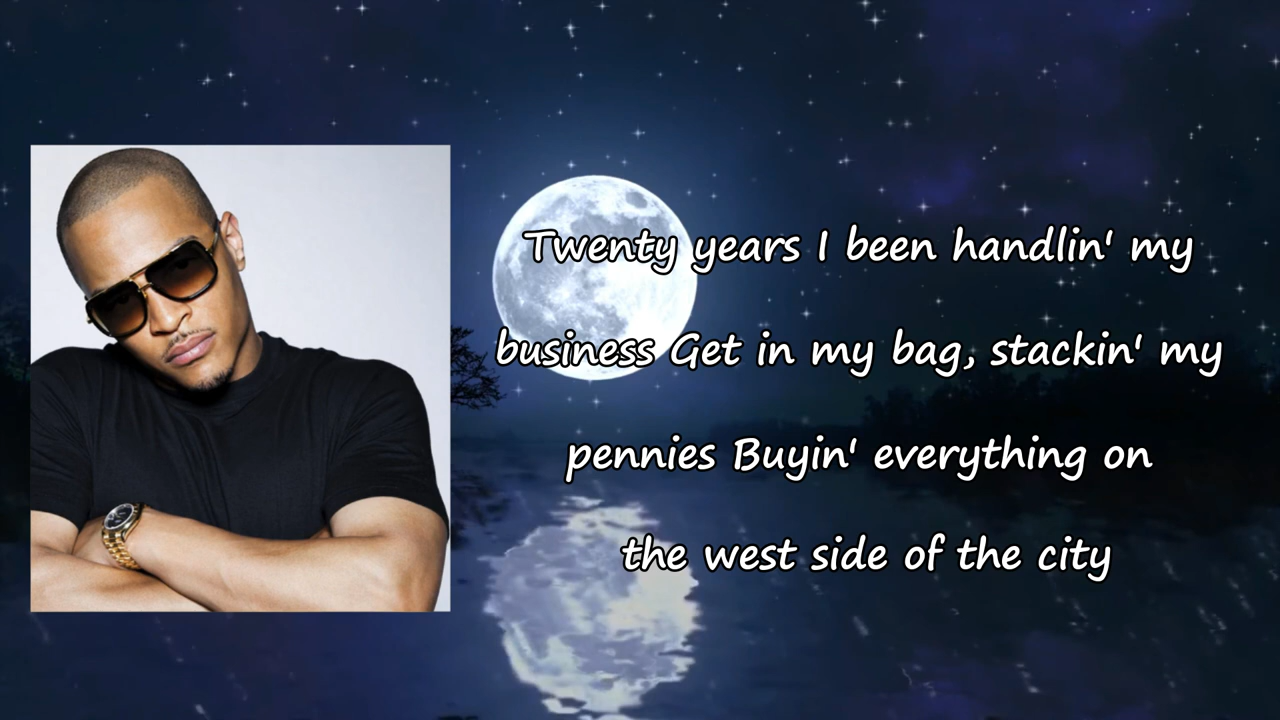 Twenty years I been handlin' my
business Get in my bag, stackin' my
pennies Buyin' everything on
the west side of the city